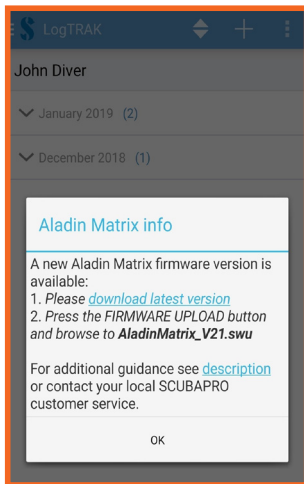 LogTRAK
John Diver
January 2019 (2)
December 2018 (1)
Aladin Matrix info
A new Aladin Matrix firmware version is
available:
1. Please download latest version
2. Press the FIRMWARE UPLOAD button
and browse to AladinMatrix_V21.swu
For additional guidance see description
or contact your local SCUBAPRO
customer service.
OK